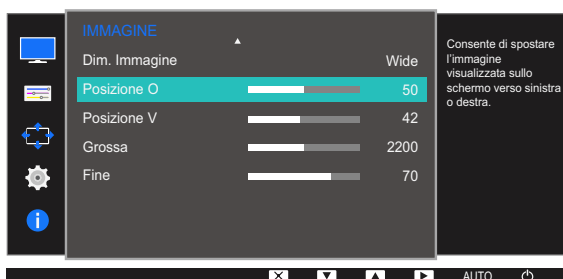 IMMAGINE
Dim. Immagine Wide
Posizione O 50
Posizione V 42
Grossa 2200
Fine 70
Consente di spostare
l'immagine
visualizzata sullo
schermo verso sinistra
o destra.
AUTO